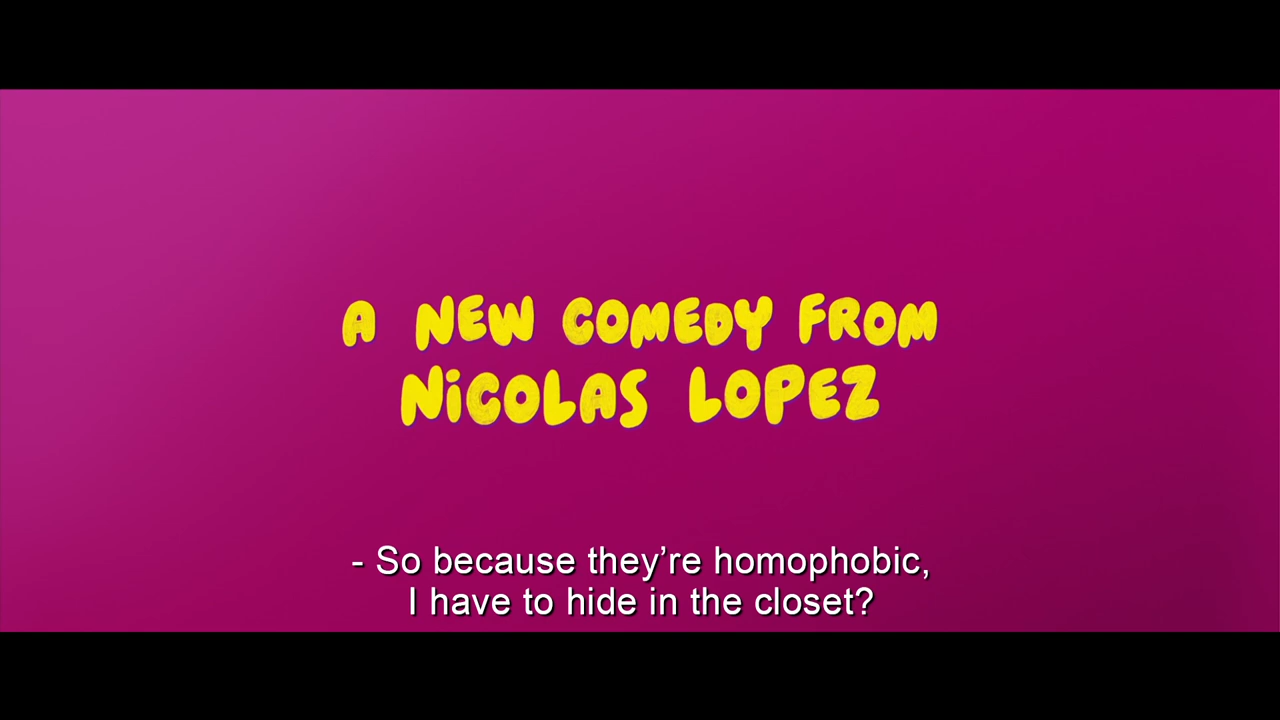 A NEW COMEDY FROM
NiCOLAS LOPEZ
- So because they’re homophobic,
I have to hide in the closet?